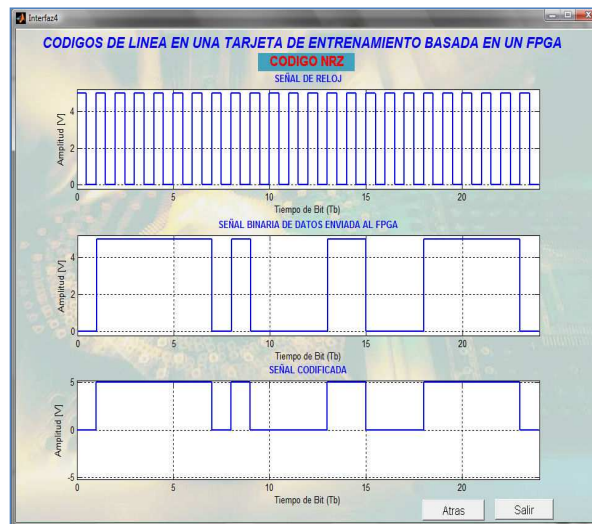 Interfaz4
CODIGOS DE LINEA EN UNA TARJETA DE ENTRENAMIENTO BASADA EN UN FPGA
CODIGO NRZ
SEÑAL DE RELOJ
Amplitud [V]
4
2
0
0 5 10 15 20
Tiempo de Bit (Tb)
SEÑAL BINARIA DE DATOS ENVIADA AL FPGA
Amplitud [V]
4
2
0
0 5 10 15 20
Tiempo de Bit (Tb)
SEÑAL CODIFICADA
Amplitud [V]
5
0
-5
0 5 10 15 20
Tiempo de Bit (Tb)
Atras Salir